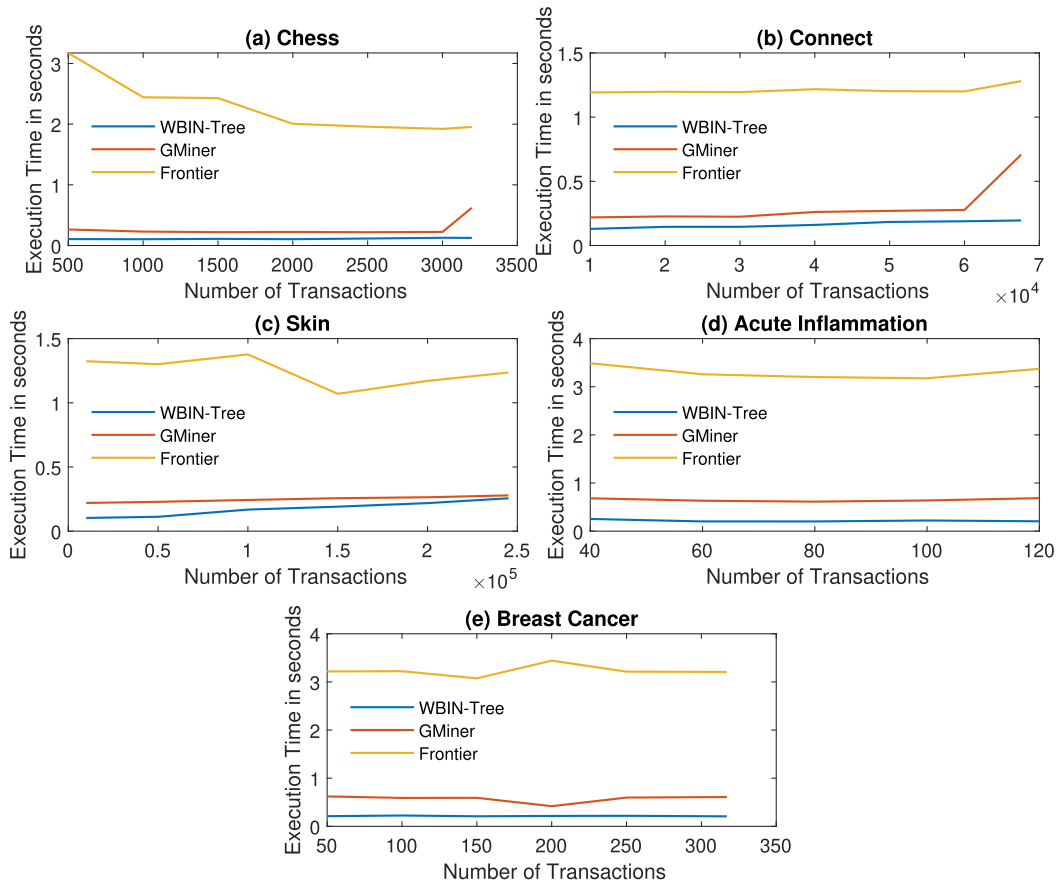 (a) Chess
Execution Time in seconds
3
2
1
0
WBIN-Tree
GMiner
Frontier
500 1000 1500 2000 2500 3000 3500
Number of Transactions
(b) Connect
Execution Time in seconds
1.5
1
0.5
0
WBIN-Tree
GMiner
Frontier
1 2 3 4 5 6 7
Number of Transactions
×10^4
(c) Skin
Execution Time in seconds
1.5
1
0.5
0
WBIN-Tree
GMiner
Frontier
0 0.5 1 1.5 2 2.5
Number of Transactions
×10^5
(d) Acute Inflammation
Execution Time in seconds
4
3
2
1
0
WBIN-Tree
GMiner
Frontier
40 60 80 100 120
Number of Transactions
(e) Breast Cancer
Execution Time in seconds
4
3
2
1
0
WBIN-Tree
GMiner
Frontier
50 100 150 200 250 300 350
Number of Transactions